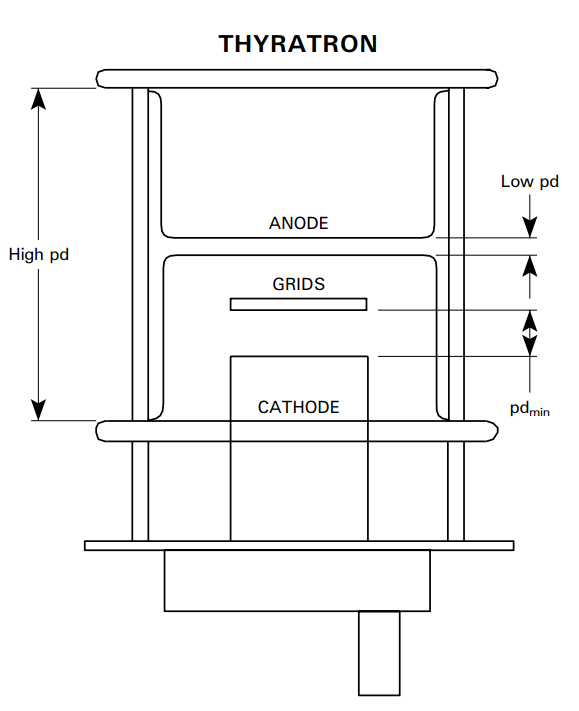 THYRATRON
Low pd
ANODE
High pd
GRIDS
CATHODE
pdmin